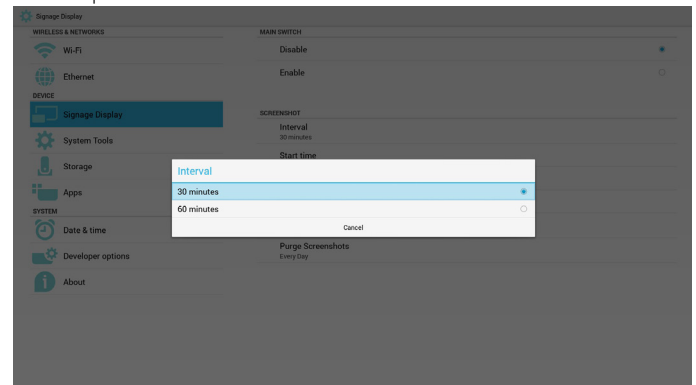 Signage Display
WIRELESS & NETWORKS
Wi-Fi
Ethernet
DEVICE
Signage Display
System Tools
Storage
Apps
SYSTEM
Date & time
Developer options
About
MAIN SWITCH
Disable
Enable
SCREENSHOT
Interval
30 minutes
Start time
Interval
30 minutes
60 minutes
Cancel
Purge Screenshots
Every Day